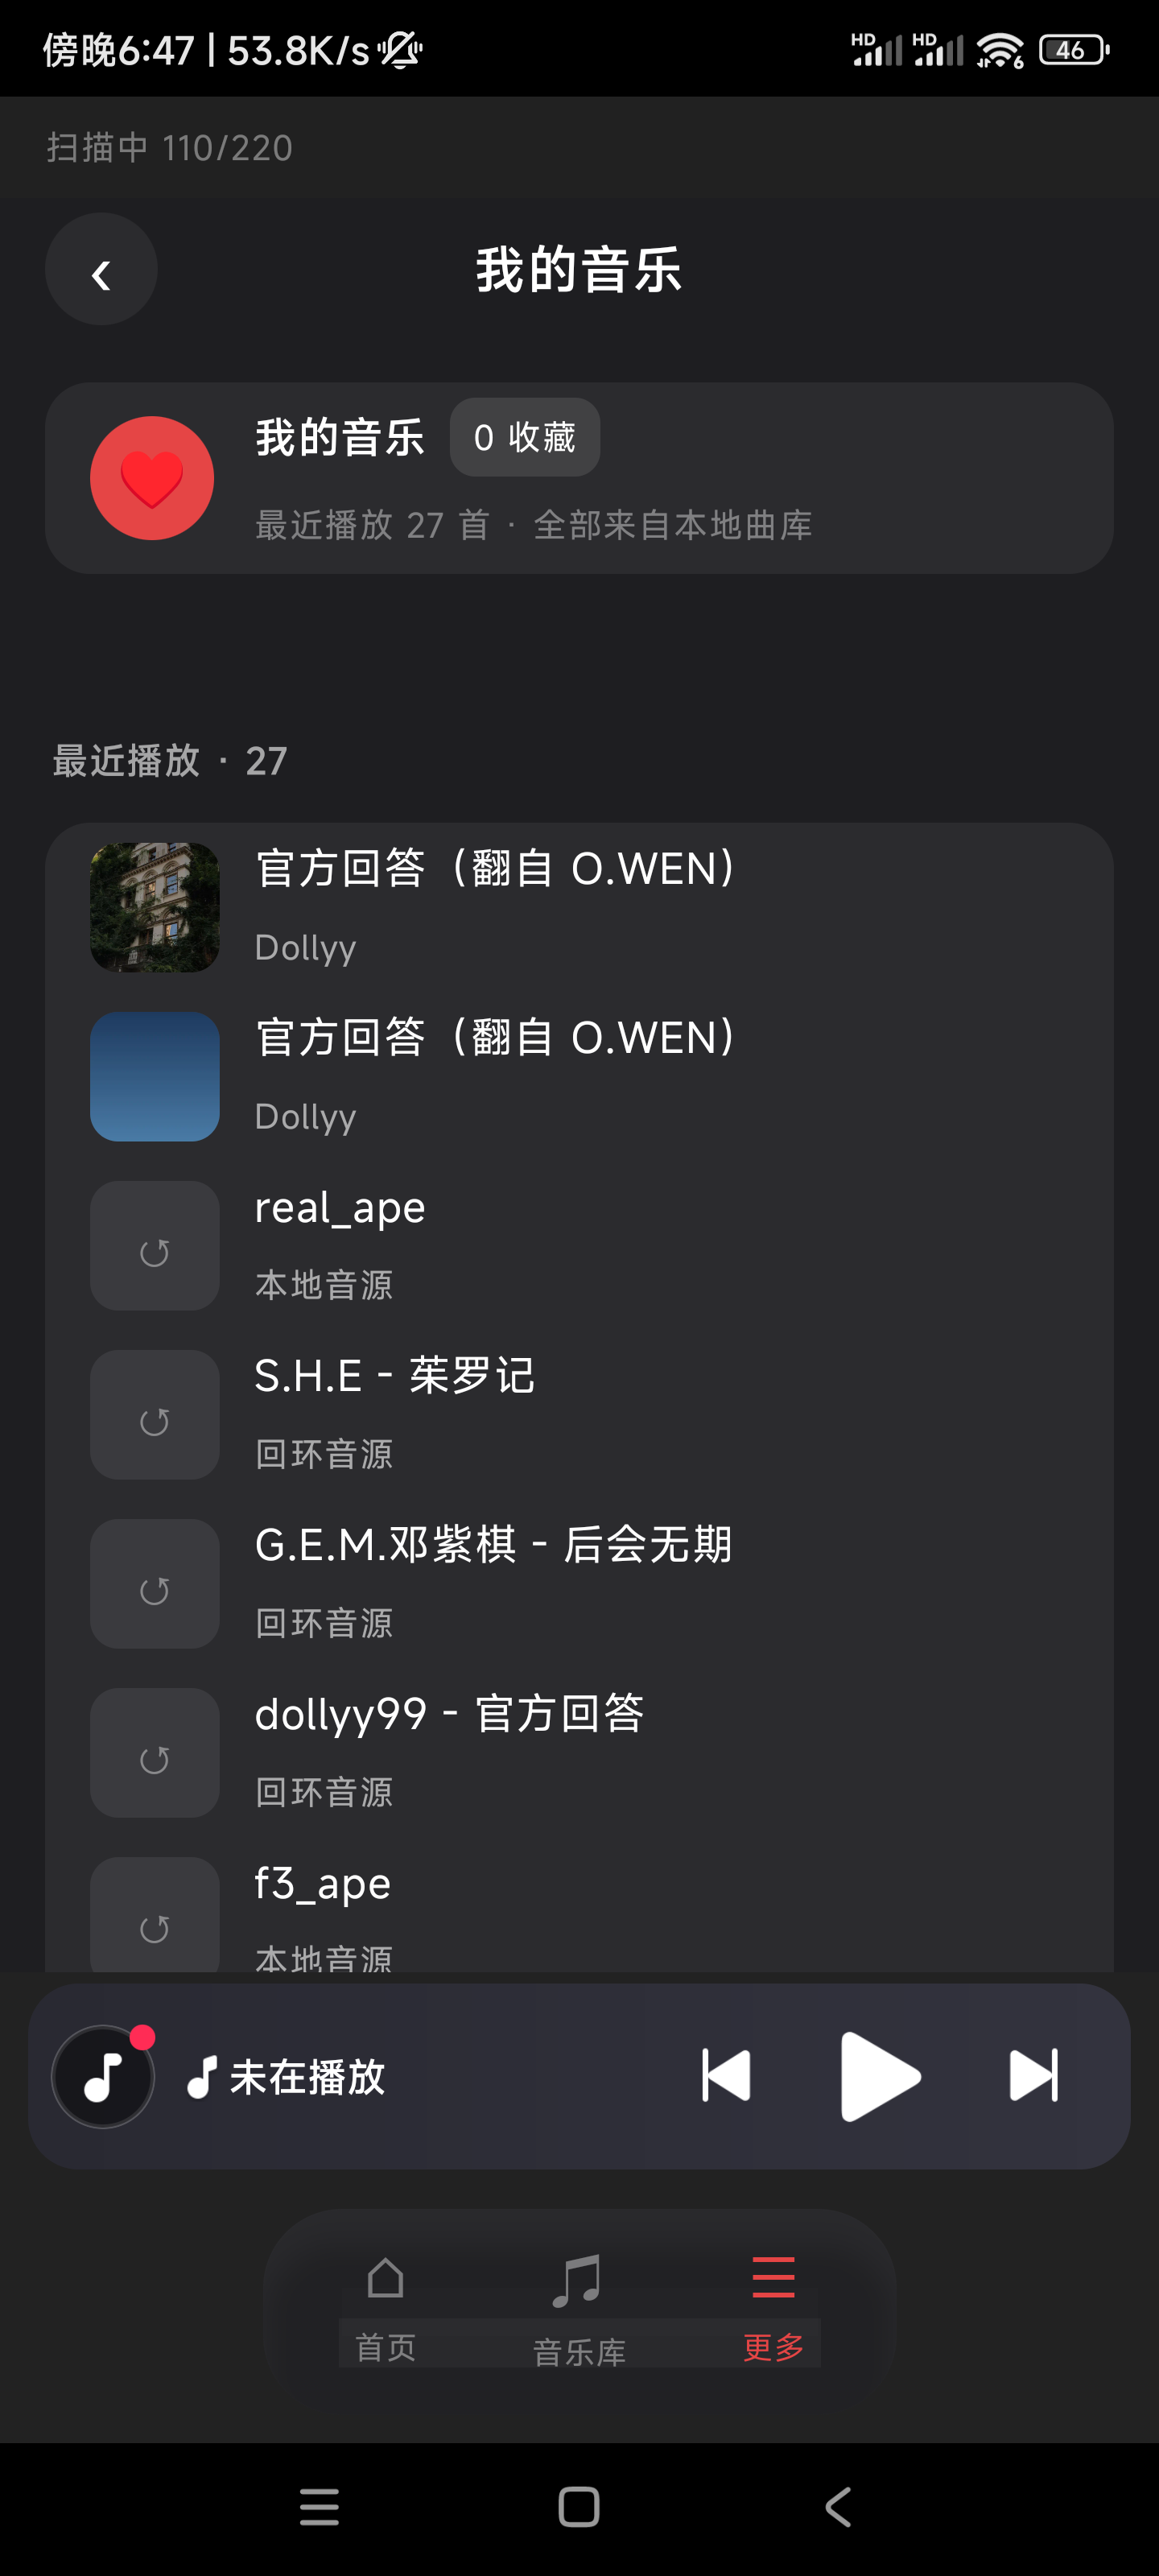 傍晚6:47 | 53.8K/s
HD HD 6 46
扫描中 110/220
我的音乐
我的音乐 0 收藏
最近播放 27 首 · 全部来自本地曲库
最近播放 · 27
官方回答（翻自 O.WEN）
Dollyy
官方回答（翻自 O.WEN）
Dollyy
real_ape
本地音源
S.H.E - 茱罗记
回环音源
G.E.M.邓紫棋 - 后会无期
回环音源
dollyy99 - 官方回答
回环音源
f3_ape
本地音源
未在播放
首页 音乐库 更多